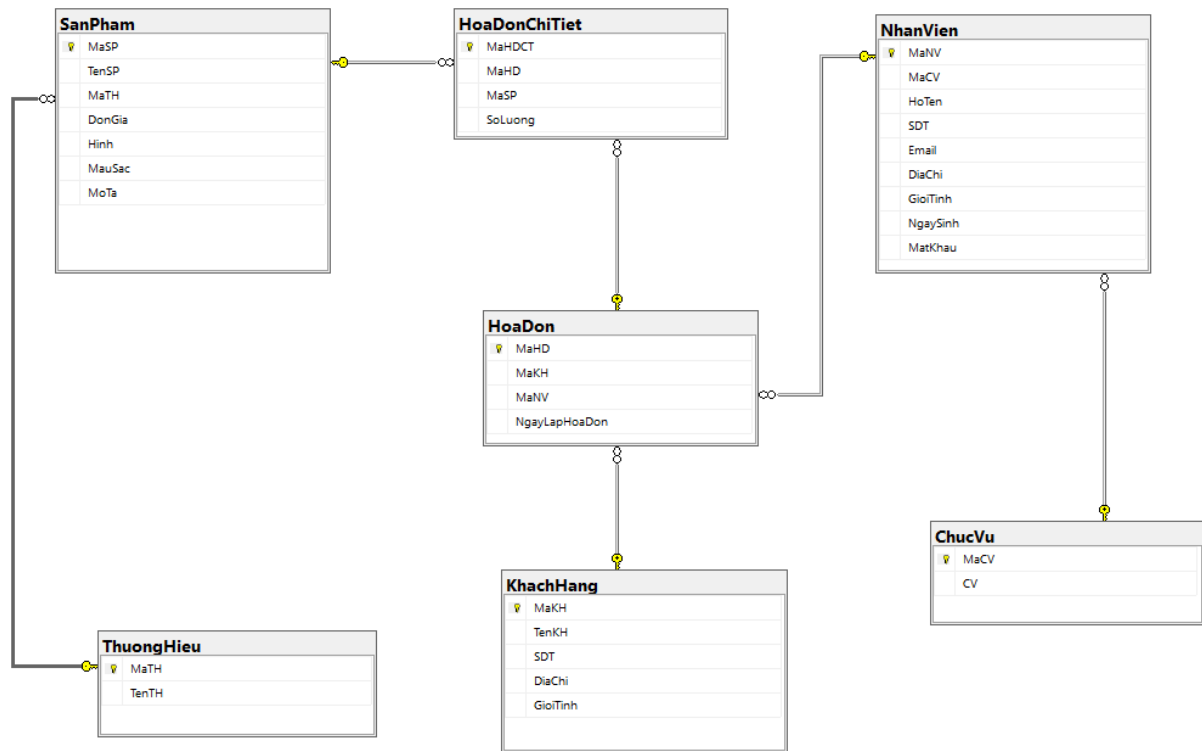 SanPham
MaSP
TenSP
MaTH
DonGia
Hinh
MauSac
MoTa
HoaDonChiTiet
MaHDCT
MaHD
MaSP
SoLuong
NhanVien
MaNV
MaCV
HoTen
SDT
Email
DiaChi
GioiTinh
NgaySinh
MatKhau
HoaDon
MaHD
MaKH
MaNV
NgayLapHoaDon
ChucVu
MaCV
CV
KhachHang
MaKH
TenKH
SDT
DiaChi
GioiTinh
ThuongHieu
MaTH
TenTH